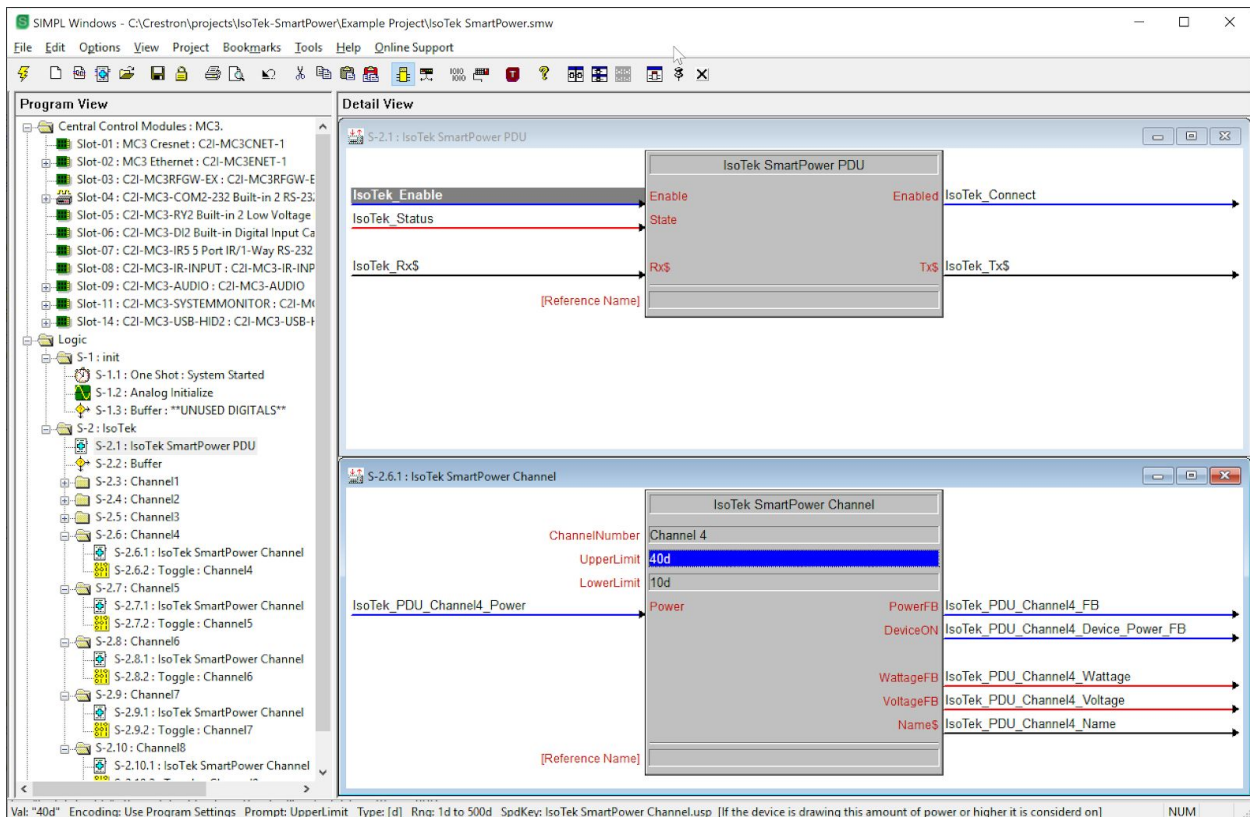 SIMPL Windows - C:\Crestron\projects\IsoTek-SmartPower\Example Project\IsoTek SmartPower.smw
File Edit Options View Project Bookmarks Tools Help Online Support
Program View
Central Control Modules : MC3.
Slot-01 : MC3 Cresnet : C2I-MC3CNET-1
Slot-02 : MC3 Ethernet : C2I-MC3ENET-1
Slot-03 : C2I-MC3RFGW-EX : C2I-MC3RFGW-E
Slot-04 : C2I-MC3-COM2-232 Built-in 2 RS-23
Slot-05 : C2I-MC3-RY2 Built-in 2 Low Voltage
Slot-06 : C2I-MC3-DI2 Built-in Digital Input Ca
Slot-07 : C2I-MC3-IR5 5 Port IR/1-Way RS-232
Slot-08 : C2I-MC3-IR-INPUT : C2I-MC3-IR-INP
Slot-09 : C2I-MC3-AUDIO : C2I-MC3-AUDIO
Slot-11 : C2I-MC3-SYSTEMMONITOR : C2I-M
Slot-14 : C2I-MC3-USB-HID2 : C2I-MC3-USB-H
Logic
S-1 : init
S-1.1 : One Shot : System Started
S-1.2 : Analog Initialize
S-1.3 : Buffer : **UNUSED DIGITALS**
S-2 : IsoTek
S-2.1 : IsoTek SmartPower PDU
S-2.2 : Buffer
S-2.3 : Channel1
S-2.4 : Channel2
S-2.5 : Channel3
S-2.6 : Channel4
S-2.6.1 : IsoTek SmartPower Channel
S-2.6.2 : Toggle : Channel4
S-2.7 : Channel5
S-2.7.1 : IsoTek SmartPower Channel
S-2.7.2 : Toggle : Channel5
S-2.8 : Channel6
S-2.8.1 : IsoTek SmartPower Channel
S-2.8.2 : Toggle : Channel6
S-2.9 : Channel7
S-2.9.1 : IsoTek SmartPower Channel
S-2.9.2 : Toggle : Channel7
S-2.10 : Channel8
S-2.10.1 : IsoTek SmartPower Channel
Detail View
S-2.1 : IsoTek SmartPower PDU
IsoTek SmartPower PDU
IsoTek_Enable Enable Enabled IsoTek_Connect
IsoTek_Status State
IsoTek_Rx$ Rx$ Tx$ IsoTek_Tx$
[Reference Name]
S-2.6.1 : IsoTek SmartPower Channel
IsoTek SmartPower Channel
ChannelNumber Channel 4
UpperLimit 40d
LowerLimit 10d
IsoTek_PDU_Channel4_Power Power PowerFB IsoTek_PDU_Channel4_FB
DeviceON IsoTek_PDU_Channel4_Device_Power_FB
WattageFB IsoTek_PDU_Channel4_Wattage
VoltageFB IsoTek_PDU_Channel4_Voltage
Name$ IsoTek_PDU_Channel4_Name
[Reference Name]
Val: "40d" Encoding: Use Program Settings Prompt: UpperLimit Type: [d] Rng: 1d to 500d SpdKey: IsoTek SmartPower Channel.usp [If the device is drawing this amount of power or higher it is considerd on] NUM